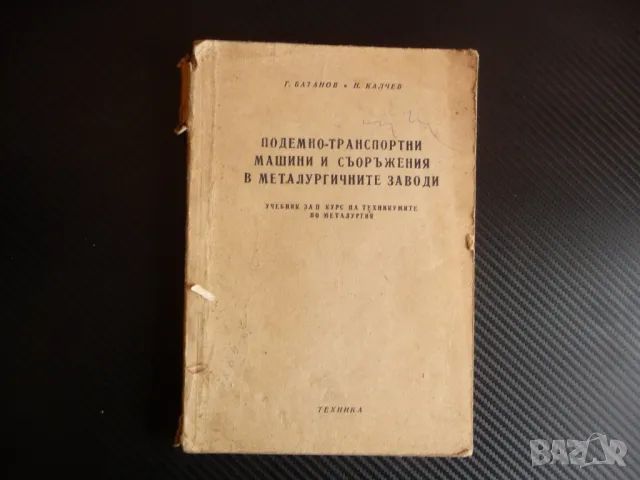 Г. БАТАНОВ • Н. КАЛЧЕВ
ПОДЕМНО-ТРАНСПОРТНИ
МАШИНИ И СЪОРЪЖЕНИЯ
В МЕТАЛУРГИЧНИТЕ ЗАВОДИ
УЧЕБНИК ЗА II КУРС НА ТЕХНИКУМИТЕ
ПО МЕТАЛУРГИЯ
ТЕХНИКА
BAZAR